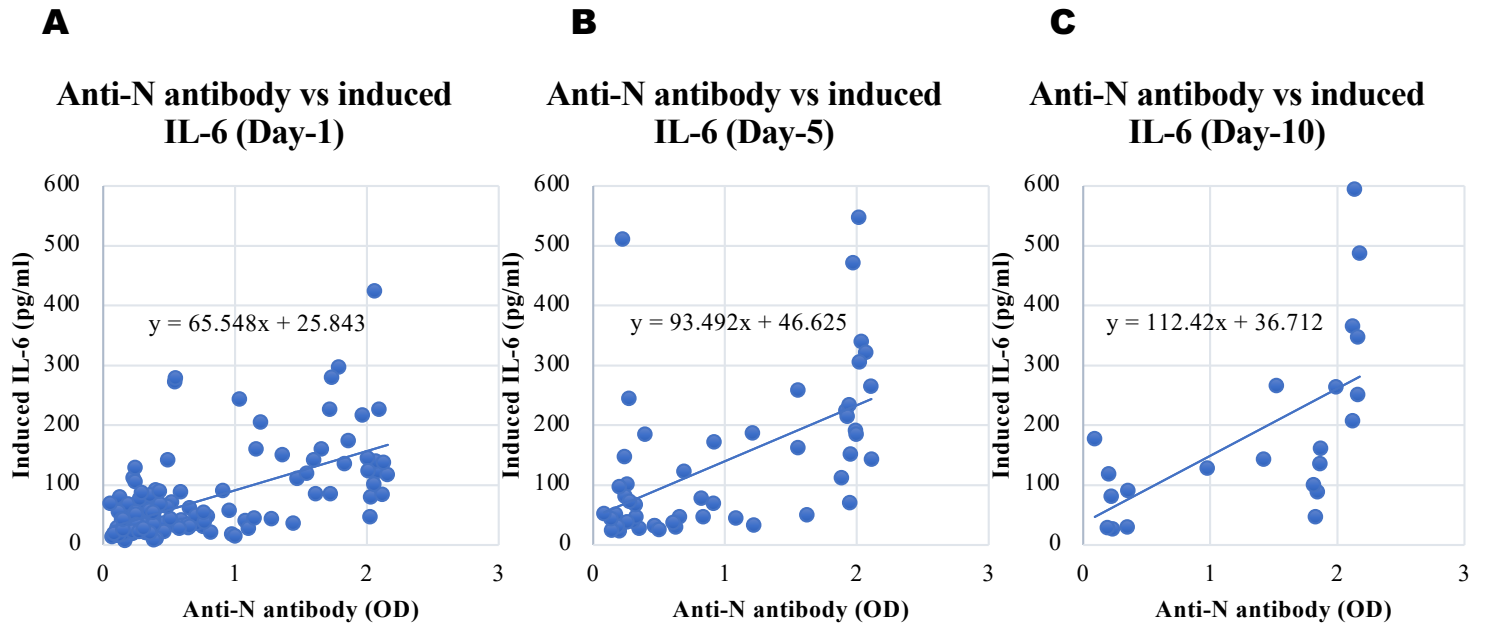 A
Anti-N antibody vs induced
IL-6 (Day-1)
600
500
400
300
200
100
0
Induced IL-6 (pg/ml)
y = 65.548x + 25.843
0 1 2 3
Anti-N antibody (OD)
B
Anti-N antibody vs induced
IL-6 (Day-5)
600
500
400
300
200
100
0
Induced IL-6 (pg/ml)
y = 93.492x + 46.625
0 1 2 3
Anti-N antibody (OD)
C
Anti-N antibody vs induced
IL-6 (Day-10)
600
500
400
300
200
100
0
Induced IL-6 (pg/ml)
y = 112.42x + 36.712
0 1 2 3
Anti-N antibody (OD)